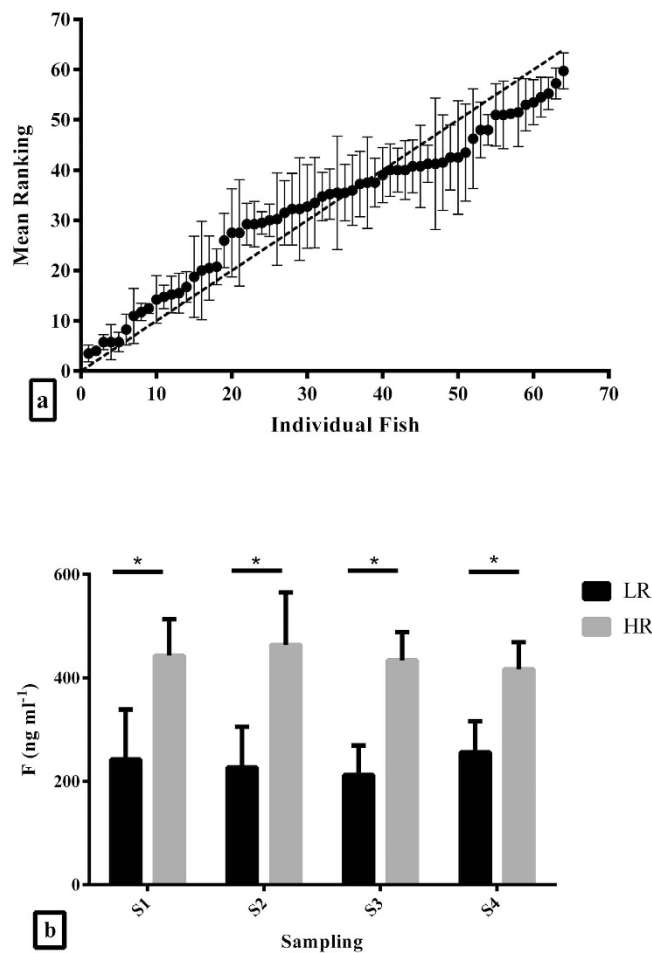 70
60
50
40
30
20
10
0
Mean Ranking
0 10 20 30 40 50 60 70
Individual Fish
a
* * * *
600
400
200
0
F (ng ml-1)
LR
HR
S1 S2 S3 S4
Sampling
b